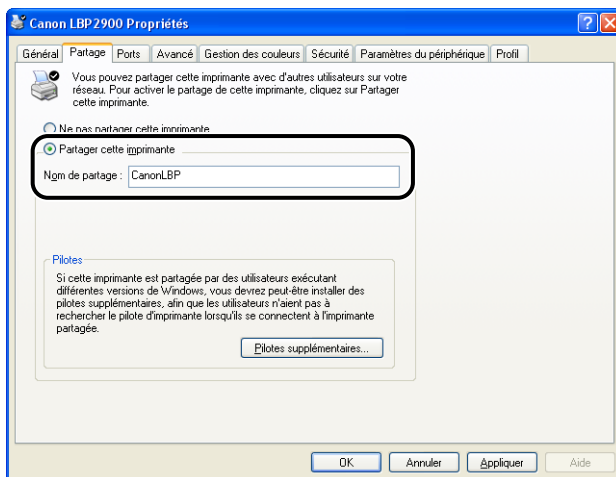 Canon LBP2900 Propriétés
Général Partage Ports Avancé Gestion des couleurs Sécurité Paramètres du périphérique Profil
Vous pouvez partager cette imprimante avec d'autres utilisateurs sur votre
réseau. Pour activer le partage de cette imprimante, cliquez sur Partager
cette imprimante.
Ne pas partager cette imprimante
Partager cette imprimante
Nom de partage : CanonLBP
Pilotes
Si cette imprimante est partagée par des utilisateurs exécutant
différentes versions de Windows, vous devrez peut-être installer des
pilotes supplémentaires, afin que les utilisateurs n'aient pas à
rechercher le pilote d'imprimante lorsqu'ils se connectent à l'imprimante
partagée.
Pilotes supplémentaires...
OK Annuler Appliquer Aide